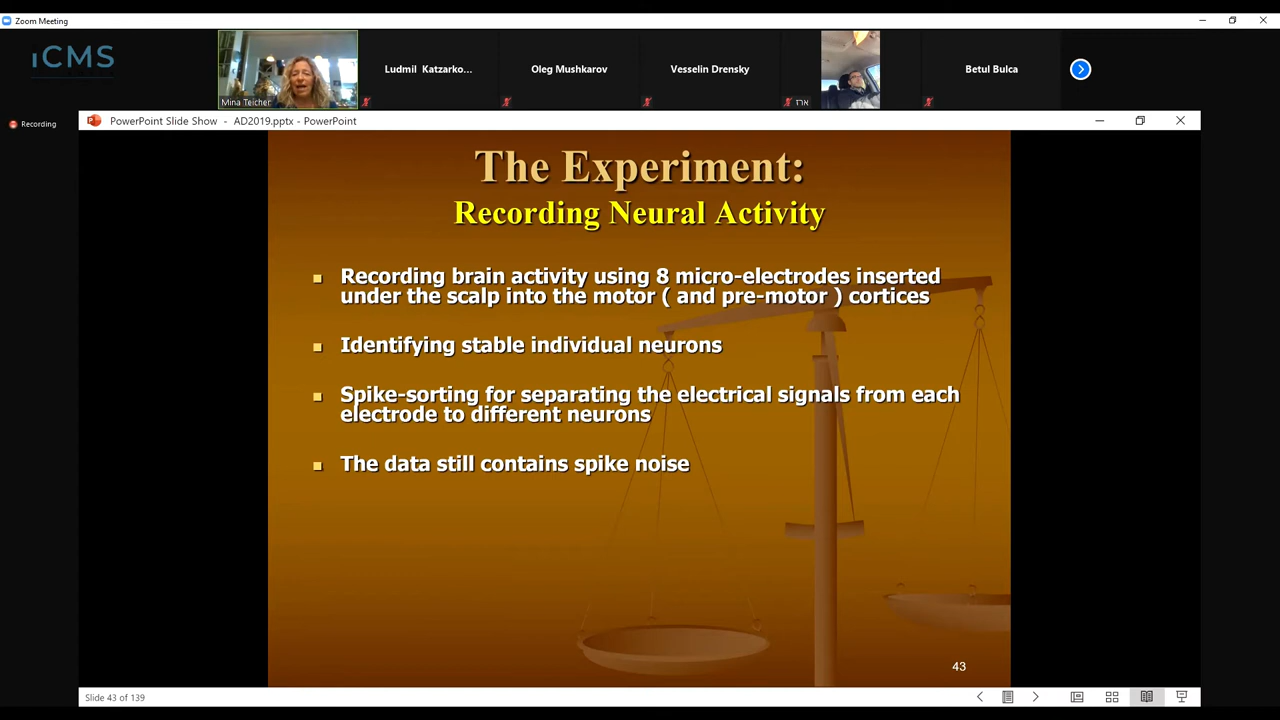 Zoom Meeting
iCMS
Mina Teicher
Ludmil Katzarko...
Oleg Mushkarov
Vesselin Drensky
ארז
Betul Bulca
Recording
PowerPoint Slide Show - AD2019.pptx - PowerPoint
The Experiment:
Recording Neural Activity
Recording brain activity using 8 micro-electrodes inserted
under the scalp into the motor ( and pre-motor ) cortices
Identifying stable individual neurons
Spike-sorting for separating the electrical signals from each
electrode to different neurons
The data still contains spike noise
43
Slide 43 of 139